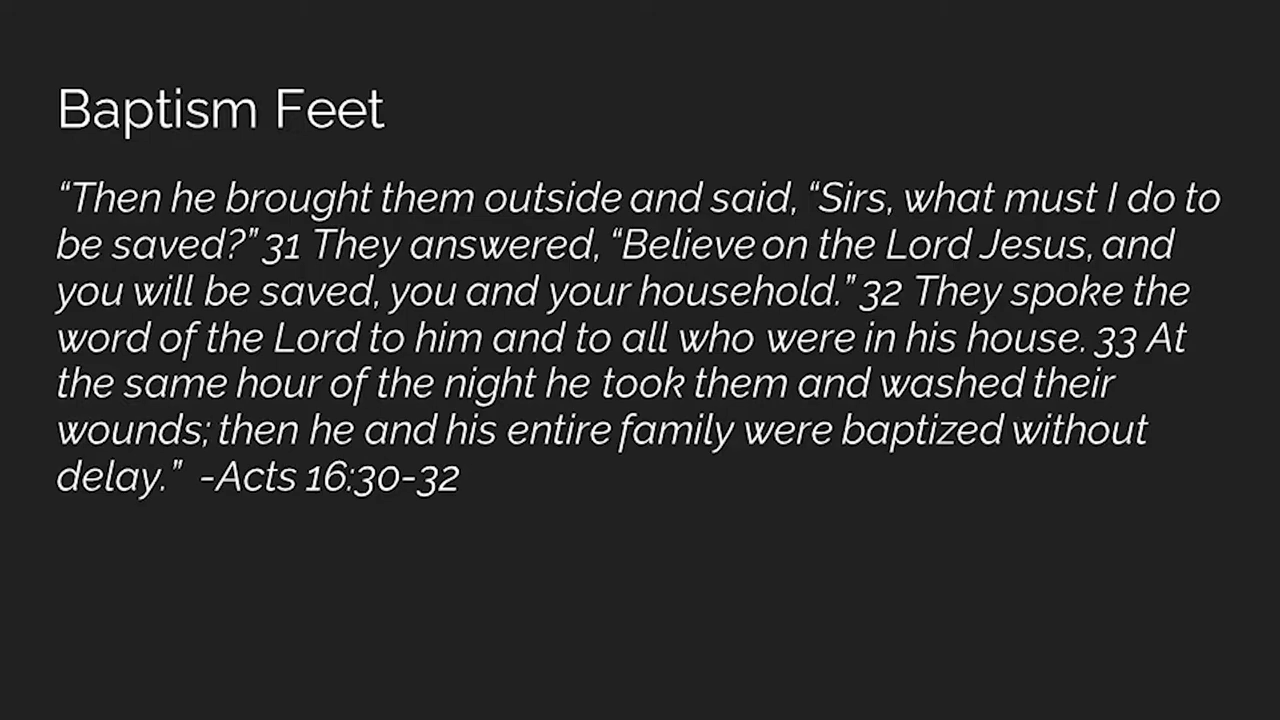 Baptism Feet
“Then he brought them outside and said, “Sirs, what must I do to
be saved?” 31 They answered, “Believe on the Lord Jesus, and
you will be saved, you and your household.” 32 They spoke the
word of the Lord to him and to all who were in his house. 33 At
the same hour of the night he took them and washed their
wounds; then he and his entire family were baptized without
delay.” -Acts 16:30-32